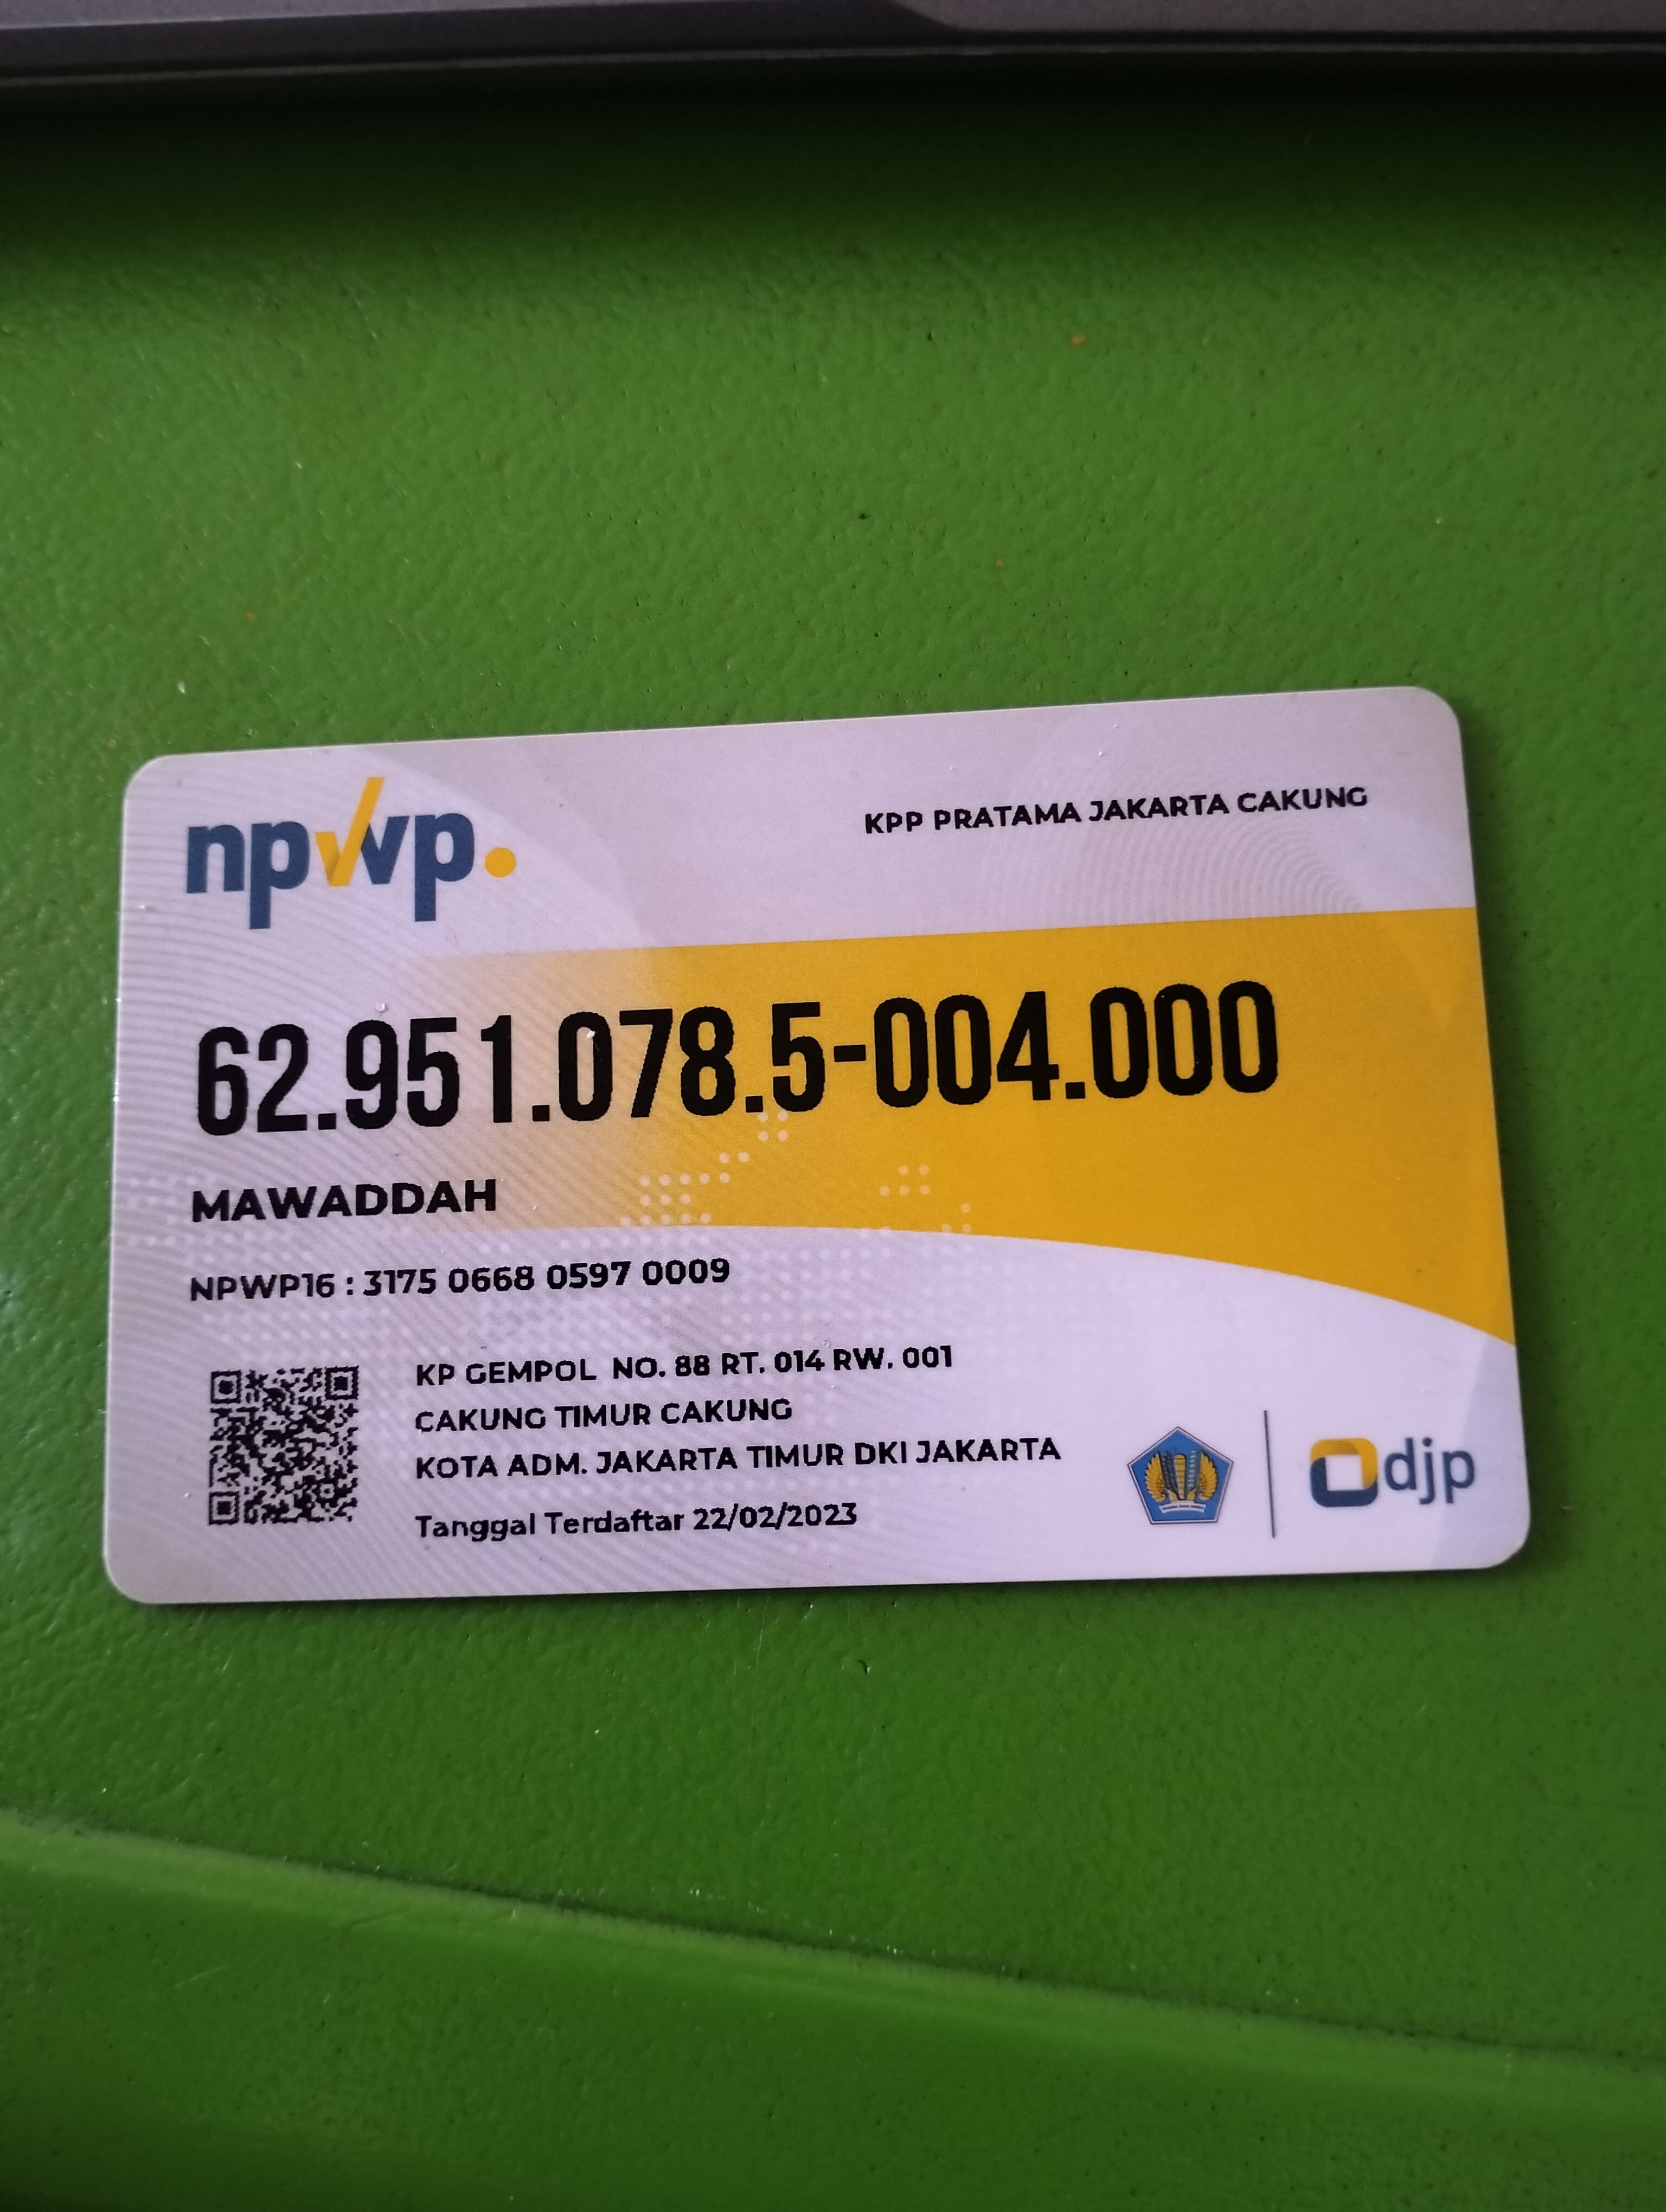 npwp.
KPP PRATAMA JAKARTA CAKUNG
62.951.078.5-004.000
MAWADDAH
NPWP16 : 3175 0668 0597 0009
KP GEMPOL NO. 88 RT. 014 RW. 001
CAKUNG TIMUR CAKUNG
KOTA ADM. JAKARTA TIMUR DKI JAKARTA
Tanggal Terdaftar 22/02/2023
djp